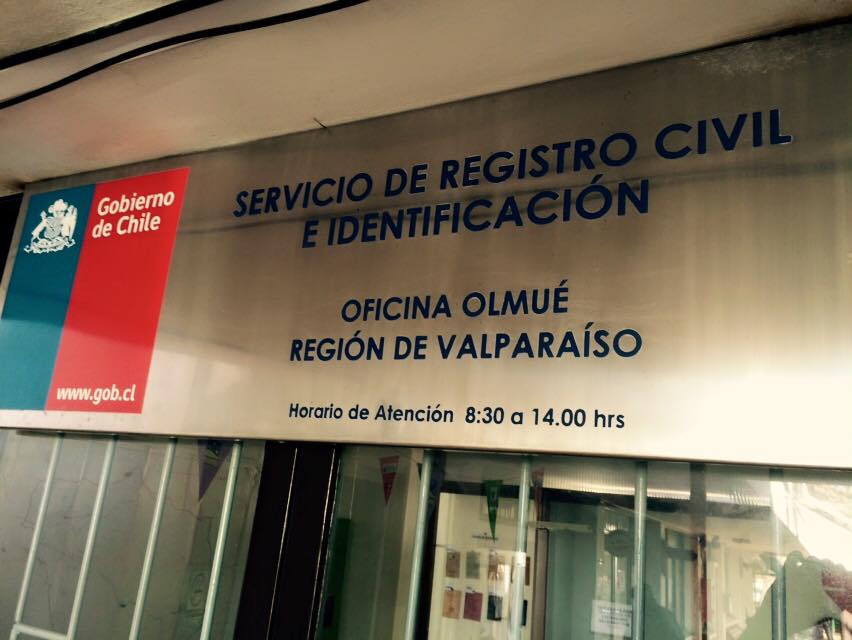 Gobierno
de Chile
www.gob.cl
SERVICIO DE REGISTRO CIVIL
E IDENTIFICACIÓN
OFICINA OLMUÉ
REGIÓN DE VALPARAÍSO
Horario de Atención 8:30 a 14.00 hrs